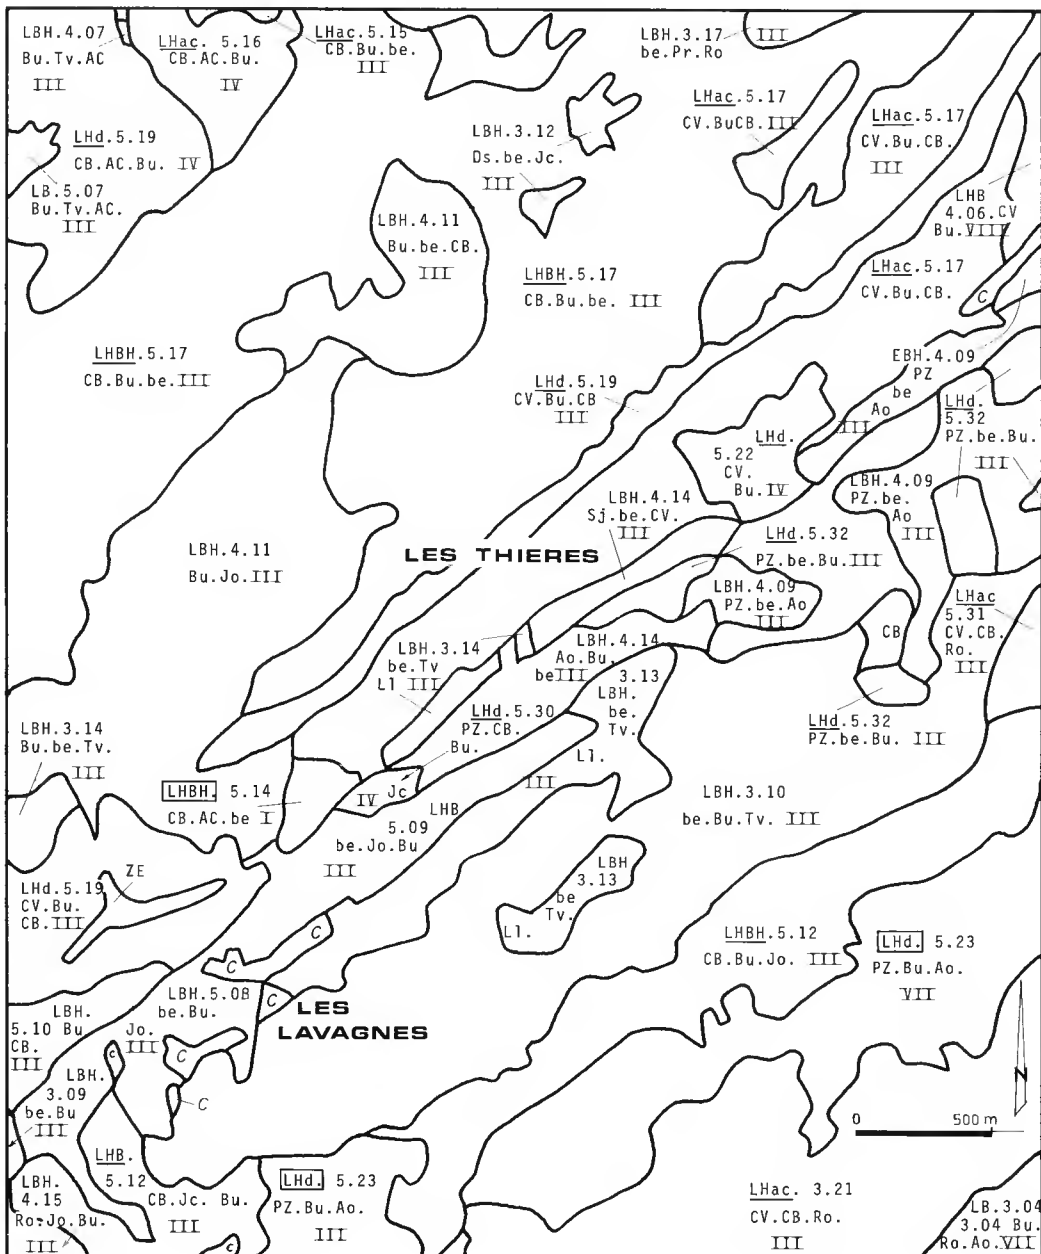 LBH.4.07
Bu.Tv.AC
III
LHac. 5.16
CB.AC.Bu.
IV
LHac.5.15
CB.Bu.be.
III
LBH.3.17
be.Pr.Ro
III
LHac.5.17
CV.BuCB.III
LHac.5.17
CV.Bu.CB.
III
LHd.5.19
CB.AC.Bu. IV
LB.5.07
Bu.Tv.AC.
III
LBH.3.12
Ds.be.Jc.
III
LHB
4.06.CV
Bu.VIII
LBH.4.11
Bu.be.CB.
III
LHBH.5.17
CB.Bu.be. III
LHac.5.17
CV.Bu.CB.
C
LHBH.5.17
CB.Bu.be.III
LHd.5.19
CV.Bu.CB
III
EBH.4.09
PZ
be
Ao
III
LHd.
5.32
PZ.be.Bu.
III
LHd.
5.22
CV.
Bu.IV
LBH.4.09
PZ.be.
Ao
III
LBH.4.14
Sj.be.CV.
III
LBH.4.11
Bu.Jo.III
LES THIERES
LHd.5.32
PZ.be.Bu.III
LBH.4.09
PZ.be.Ao
III
LHac
5.31
CV.CB.
Ro.
III
CB
LBH.3.14
be.Tv
Ll III
LBH.4.14
Ao.Bu.
beIII
3.13
LBH.
be.
Tv.
Ll.
III
LHd.5.32
PZ.be.Bu. III
LHd.5.30
PZ.CB.
Bu.
Jc
IV
LBH.3.14
Bu.be.Tv.
III
LHBH. 5.14
CB.AC.be I
LHB
5.09
be.Jo.Bu
III
LBH.3.10
be.Bu.Tv. III
ZE
LHd.5.19
CV.Bu.
CB.III
LBH
3.13
be
Tv.
Ll.
C
C
LHBH.5.12
CB.Bu.Jo. III
LHd. 5.23
PZ.Bu.Ao.
VII
LBH.
5.10 Bu
CB.
III
LBH.5.08
be.Bu.
Jo.
III
C
LES
LAVAGNES
C
c
C
LBH.
3.09
be.Bu
III
N
0 500 m
LHB.
5.12
CB.Jc. Bu.
III
LBH.
4.15
Ro.Jo.Bu.
III
LHd. 5.23
PZ.Bu.Ao.
III
c
LHac. 3.21
CV.CB.Ro.
III
LB.3.04
3.04 Bu.
Ro.Ao.VII